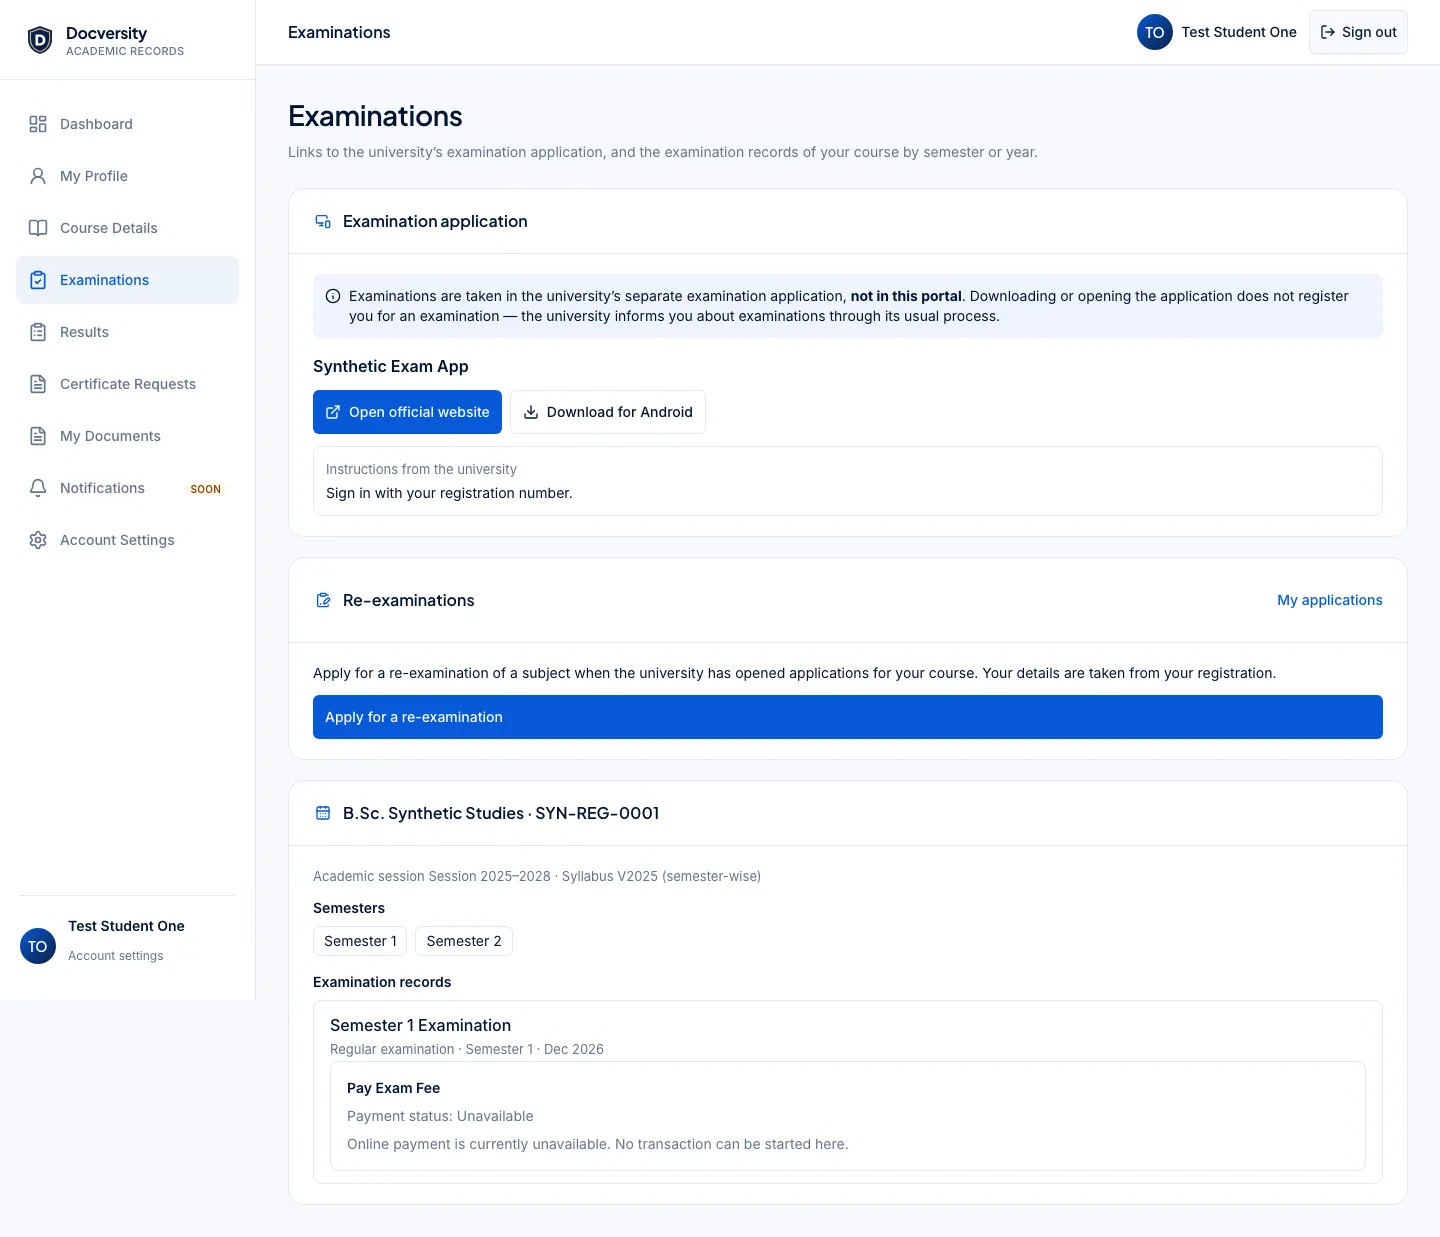 Docversity
ACADEMIC RECORDS
Dashboard
My Profile
Course Details
Examinations
Results
Certificate Requests
My Documents
Notifications SOON
Account Settings
TO
Test Student One
Account settings
Examinations
TO Test Student One
Sign out
Examinations
Links to the university’s examination application, and the examination records of your course by semester or year.
Examination application
Examinations are taken in the university’s separate examination application, not in this portal. Downloading or opening the application does not register
you for an examination — the university informs you about examinations through its usual process.
Synthetic Exam App
Open official website
Download for Android
Instructions from the university
Sign in with your registration number.
Re-examinations
My applications
Apply for a re-examination of a subject when the university has opened applications for your course. Your details are taken from your registration.
Apply for a re-examination
B.Sc. Synthetic Studies · SYN-REG-0001
Academic session Session 2025–2028 · Syllabus V2025 (semester-wise)
Semesters
Semester 1
Semester 2
Examination records
Semester 1 Examination
Regular examination · Semester 1 · Dec 2026
Pay Exam Fee
Payment status: Unavailable
Online payment is currently unavailable. No transaction can be started here.